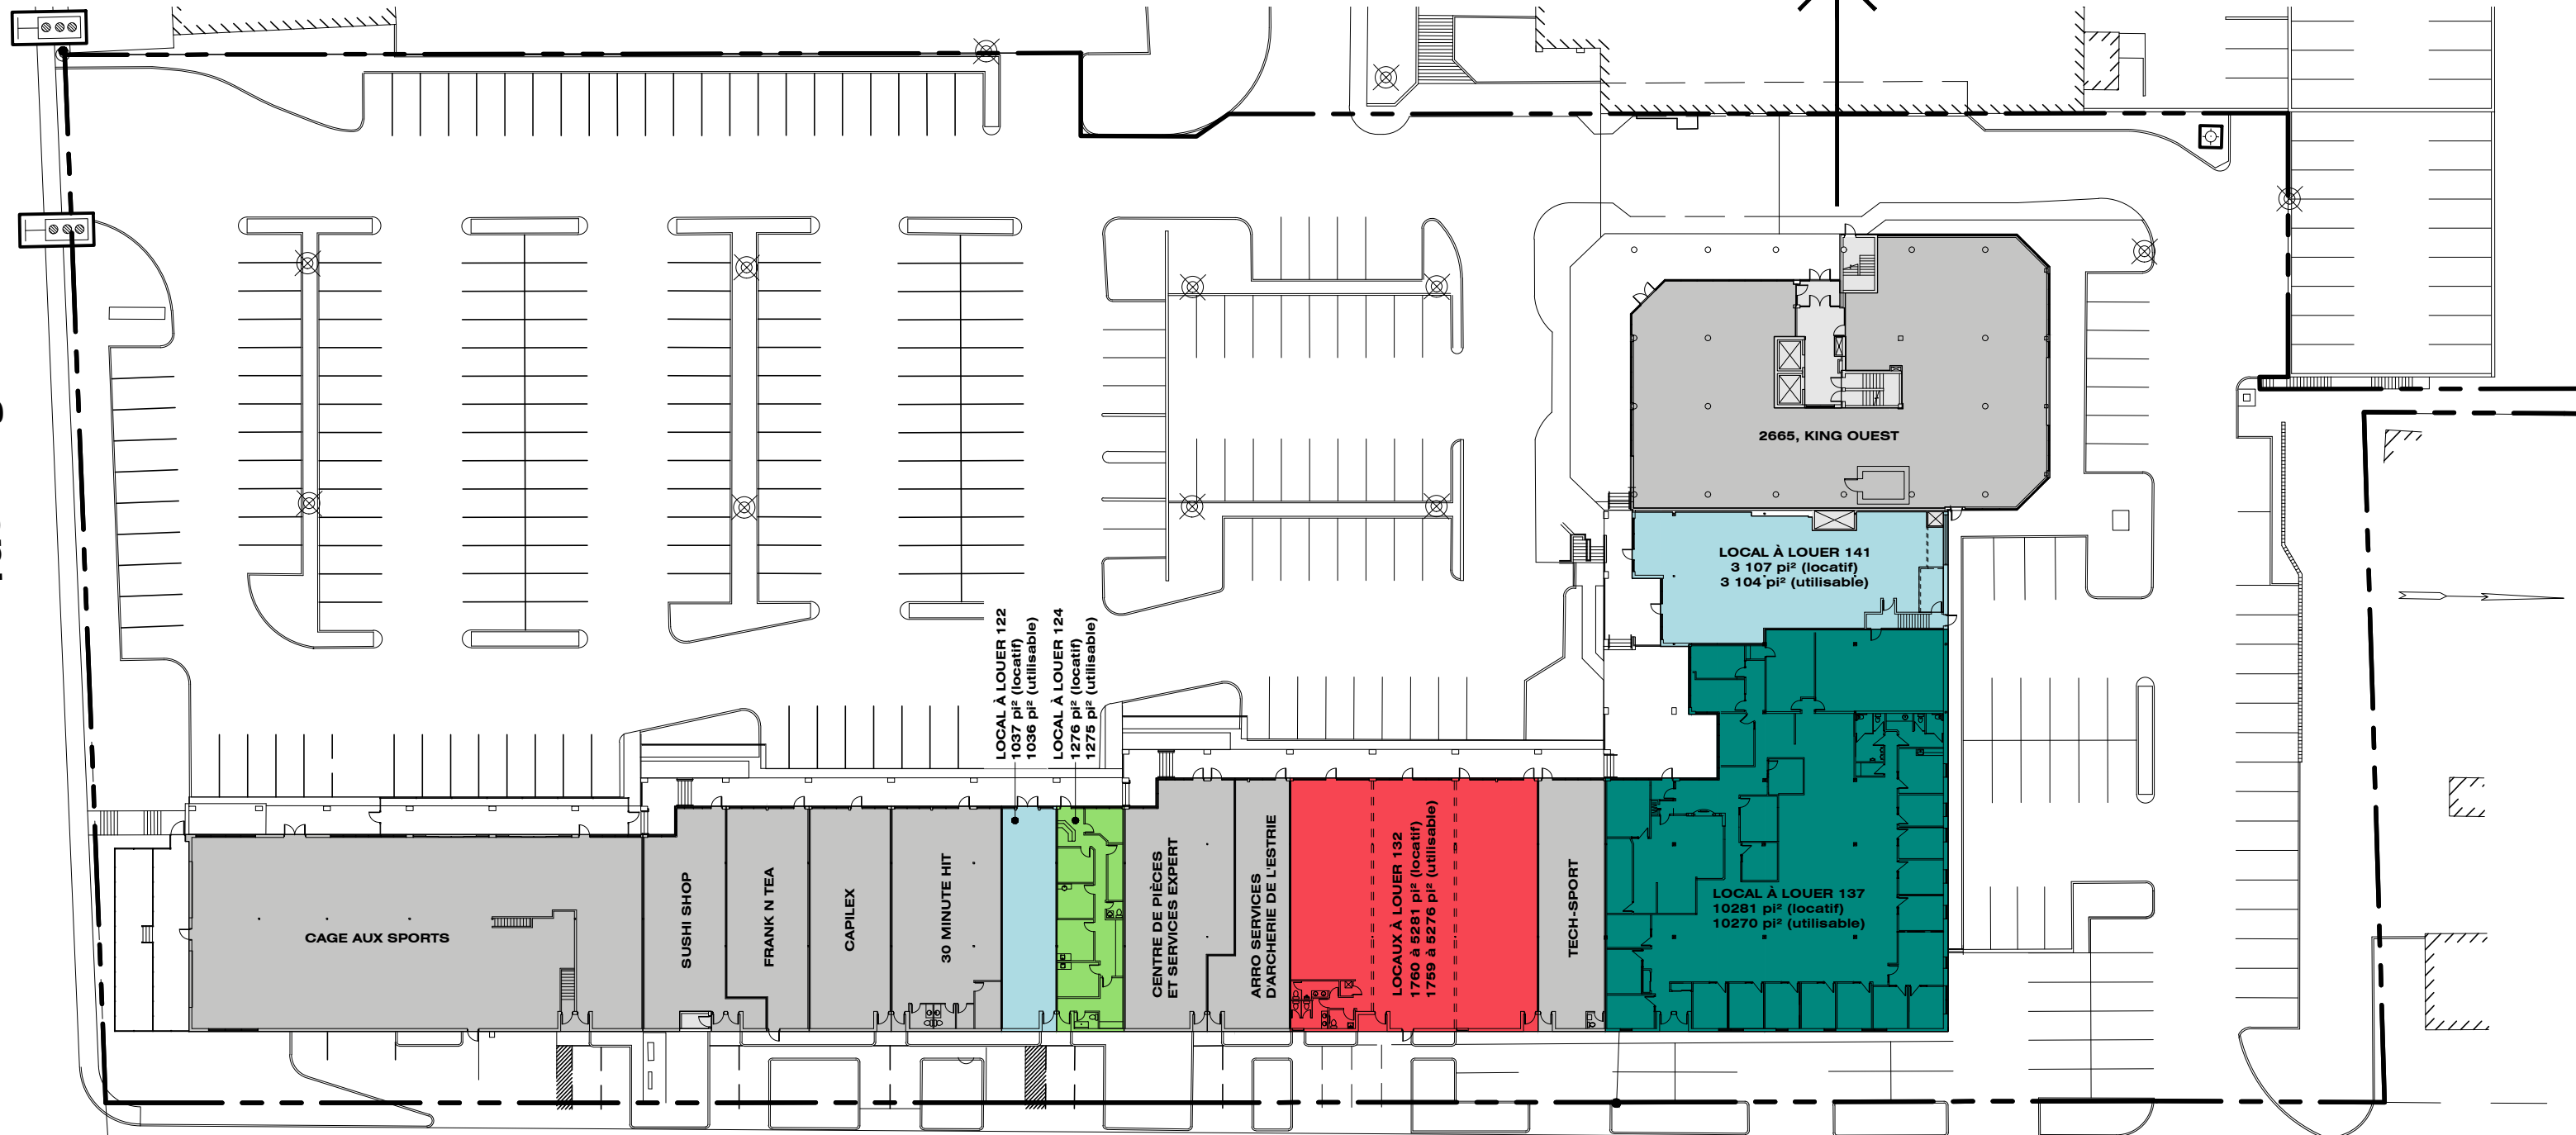 2665, KING OUEST
LOCAL À LOUER 141
3 107 pi² (locatif)
3 104 pi² (utilisable)
LOCAL À LOUER 122
1037 pi² (locatif)
1036 pi² (utilisable)
LOCAL À LOUER 124
1276 pi² (locatif)
1275 pi² (utilisable)
CAGE AUX SPORTS
SUSHI SHOP
FRANK N TEA
CAPILEX
30 MINUTE HIT
CENTRE DE PIÈCES
ET SERVICES EXPERT
ARRO SERVICES
D'ARCHERIE DE L'ESTRIE
LOCAUX À LOUER 132
1760 à 5281 pi² (locatif)
1759 à 5276 pi² (utilisable)
TECH-SPORT
LOCAL À LOUER 137
10281 pi² (locatif)
10270 pi² (utilisable)